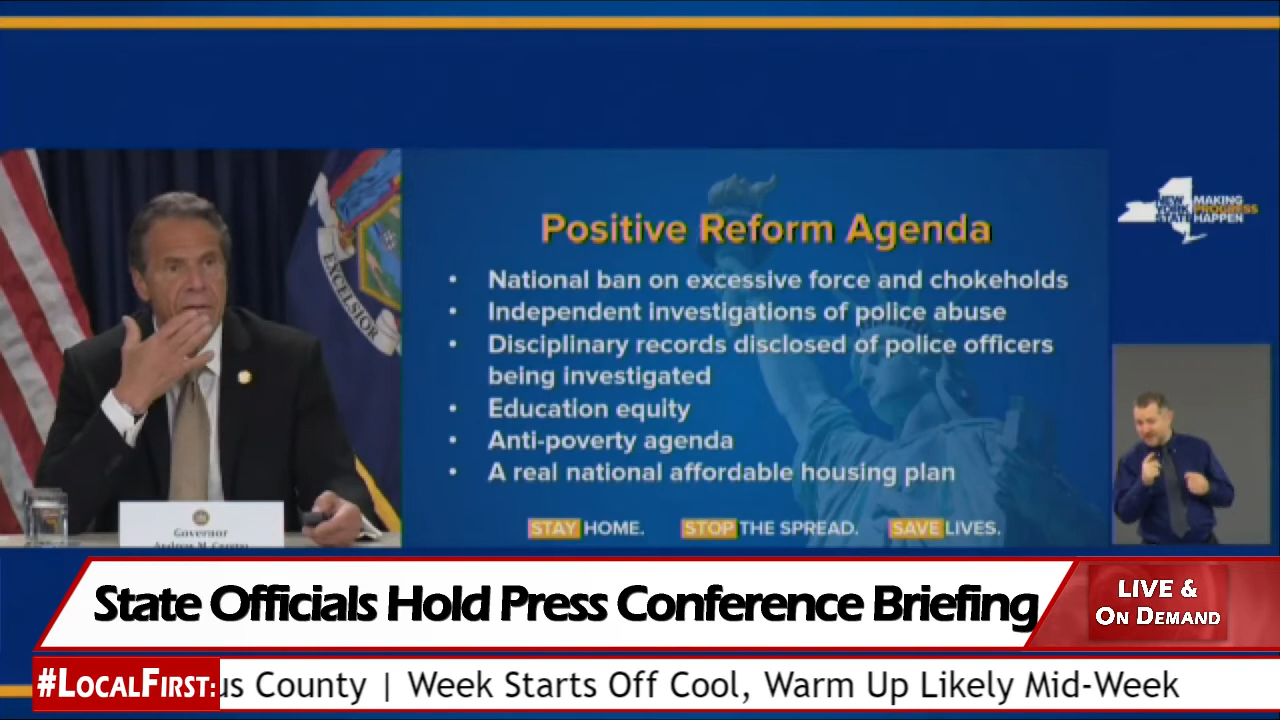 EXCELSIOR
Governor
Andrew M. Cuomo
Positive Reform Agenda
• National ban on excessive force and chokeholds
• Independent investigations of police abuse
• Disciplinary records disclosed of police officers
being investigated
• Education equity
• Anti-poverty agenda
• A real national affordable housing plan
STAY HOME. STOP THE SPREAD. SAVE LIVES.
NEW
YORK
STATE
MAKING
PROGRESS
HAPPEN
State Officials Hold Press Conference Briefing
LIVE &
ON DEMAND
#LOCALFIRST:
us County | Week Starts Off Cool, Warm Up Likely Mid-Week